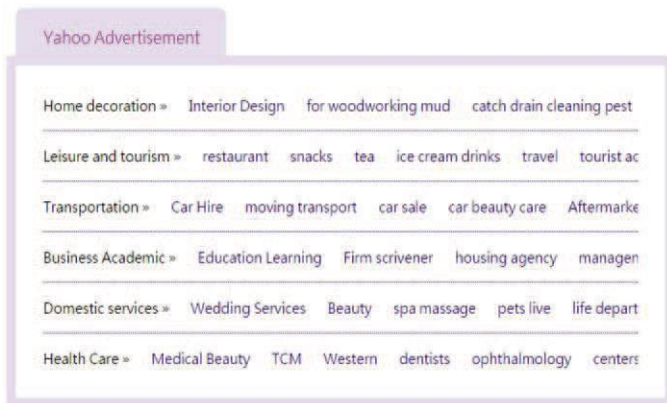 Yahoo Advertisement
Home decoration » Interior Design for woodworking mud catch drain cleaning pest
Leisure and tourism » restaurant snacks tea ice cream drinks travel tourist ac
Transportation » Car Hire moving transport car sale car beauty care Aftermarke
Business Academic » Education Learning Firm scrivener housing agency managen
Domestic services » Wedding Services Beauty spa massage pets live life depart
Health Care » Medical Beauty TCM Western dentists ophthalmology centers